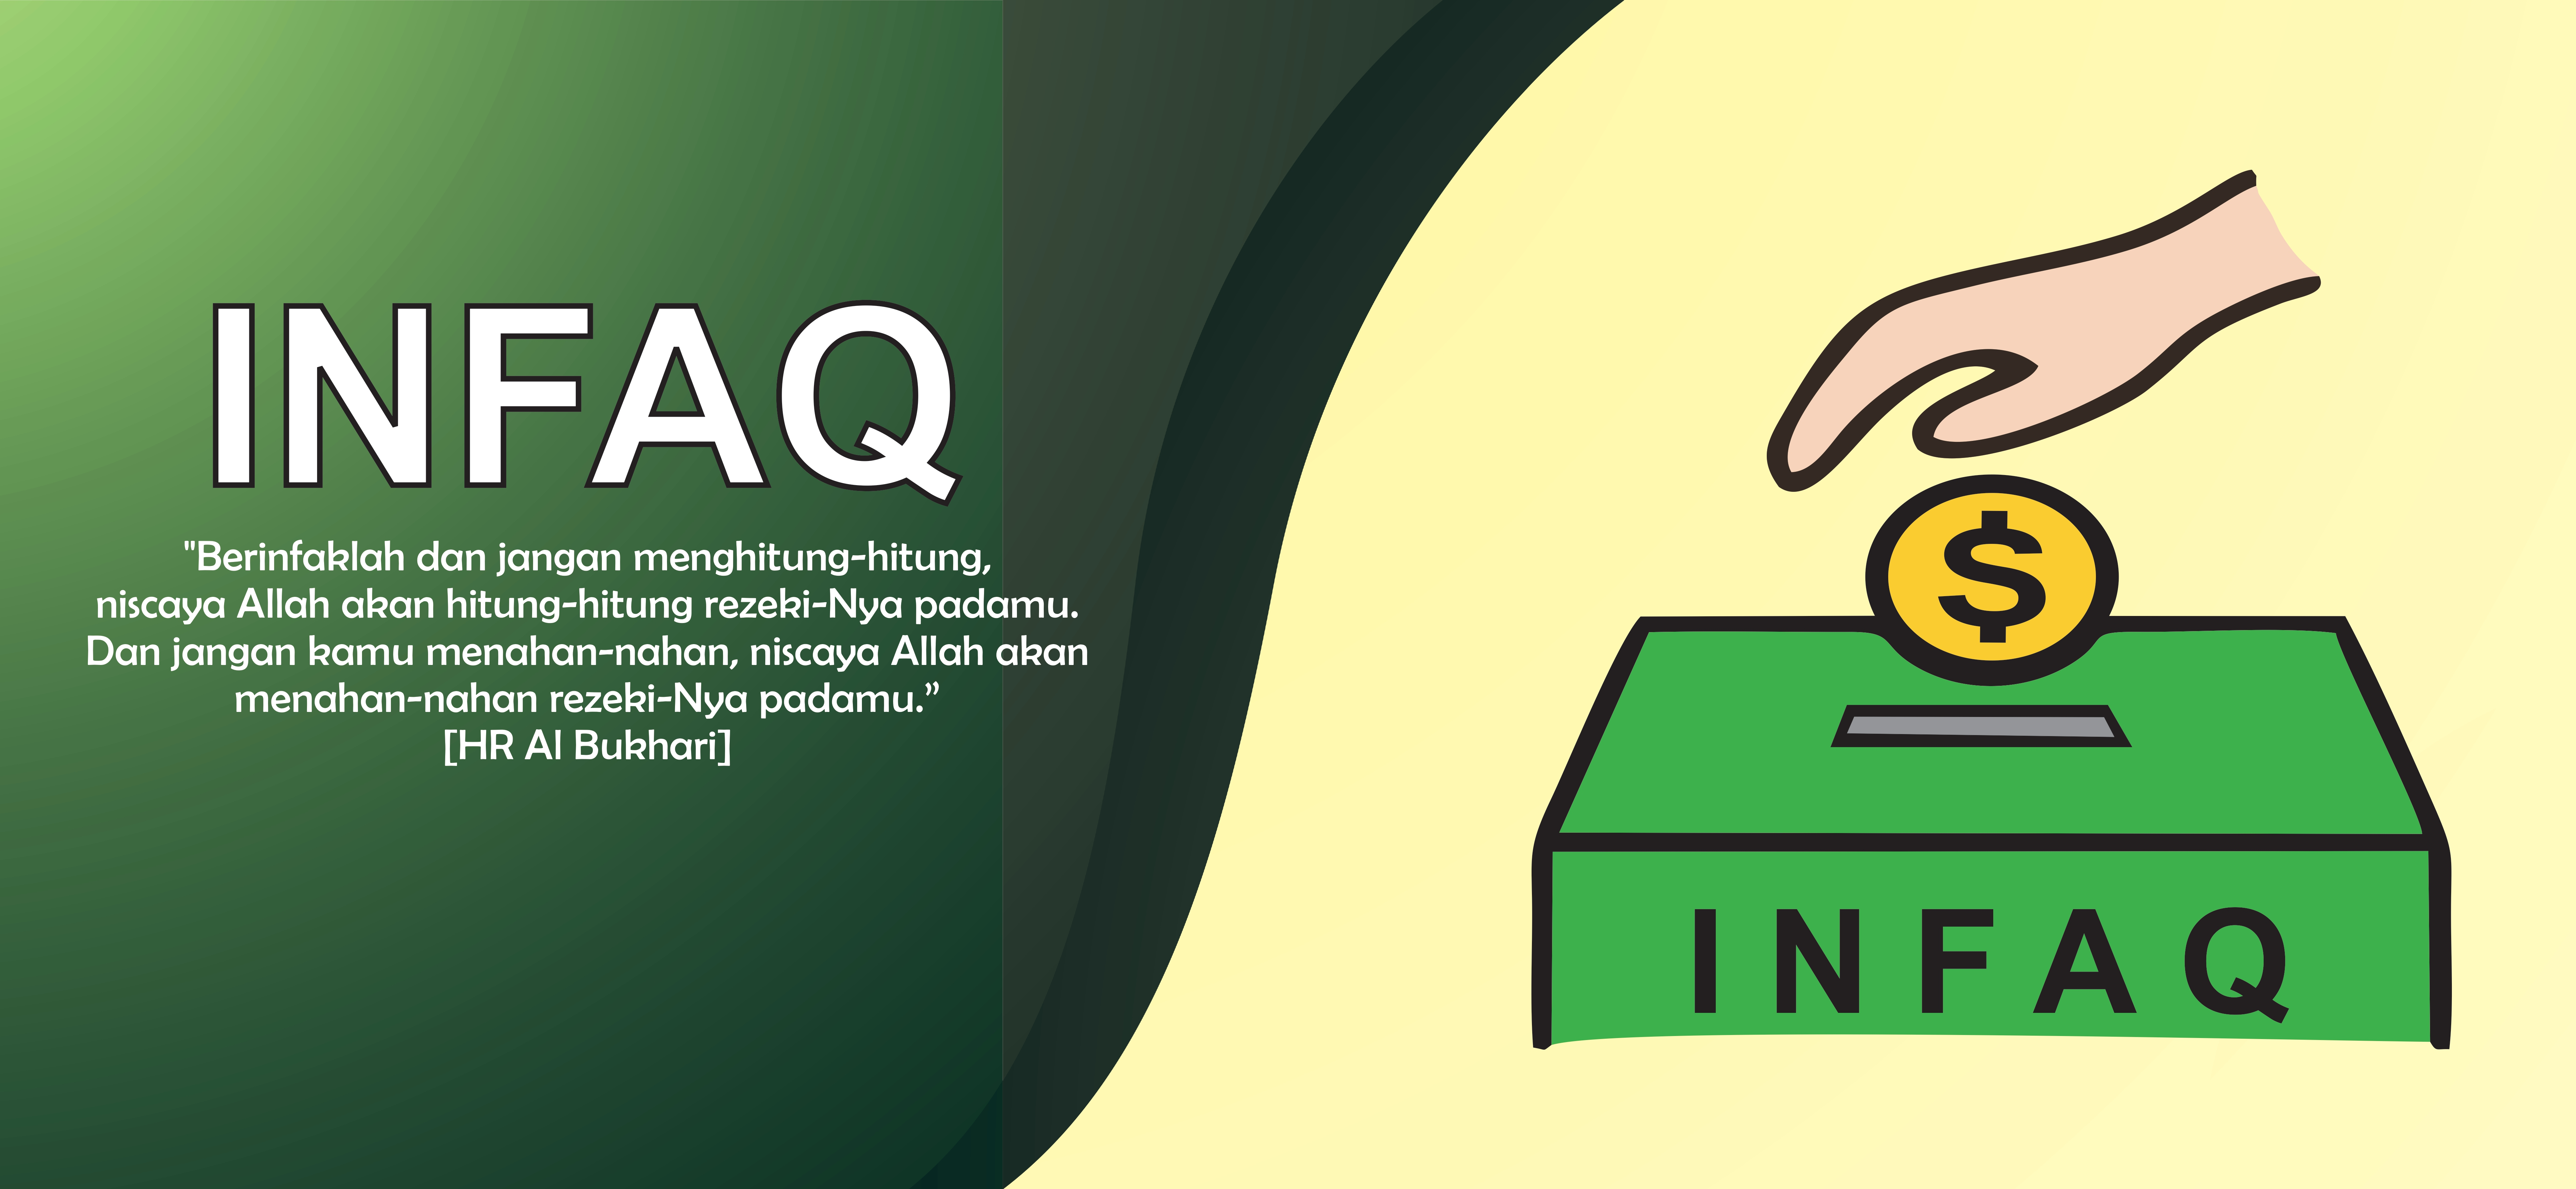 INFAQ
"Berinfaklah dan jangan menghitung-hitung,
niscaya Allah akan hitung-hitung rezeki-Nya padamu.
Dan jangan kamu menahan-nahan, niscaya Allah akan
menahan-nahan rezeki-Nya padamu.”
[HR Al Bukhari]
$
INFAQ